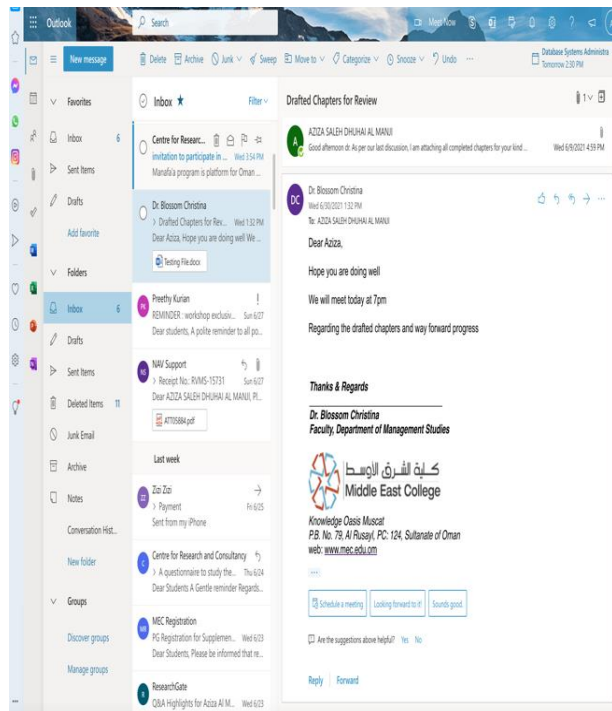 Outlook
Search
Meet Now
New message
Delete
Archive
Junk
Sweep
Move to
Categorize
Snooze
Undo
Database Systems Administra
Tomorrow 2:30 PM
Favorites
Inbox 6
Sent Items
Drafts
Add favorite
Folders
Inbox 6
Drafts
Sent Items
Deleted Items 11
Junk Email
Archive
Notes
Conversation Hist...
New folder
Groups
Discover groups
Manage groups
Inbox ★
Filter
Centre for Researc...
invitation to participate in ... Wed 3:54 PM
Manafa'a program is platform for Oman ...
Dr. Blossom Christina
> Drafted Chapters for Rev... Wed 1:32 PM
Dear Aziza, Hope you are doing well We ...
Testing File.docx
PK
Preethy Kurian !
REMINDER : workshop exclusiv... Sun 6/27
Dear students, A polite reminder to all po...
NS
NAV Support
> Receipt No.: RVMS-15731 Sun 6/27
Dear AZIZA SALEH DHUHAI AL MANJI, Pl...
ATT05884.pdf
Last week
ZZ
Zizi Zizi
> Payment Fri 6/25
Sent from my iPhone
C
Centre for Research and Consultancy
> A questionnaire to study the... Thu 6/24
Dear Students A Gentle reminder Regards...
MR
MEC Registration
PG Registration for Supplemen... Wed 6/23
Dear Students, Please be informed that re...
R
ResearchGate
Q&A Highlights for Aziza Al M... Wed 6/23
Drafted Chapters for Review
1
A
AZIZA SALEH DHUHAI AL MANJI
Good afternoon dr. As per our last discussion, I am attaching all completed chapters for your kind ... Wed 6/9/2021 4:59 PM
DC
Dr. Blossom Christina
Wed 6/30/2021 1:32 PM
To: AZIZA SALEH DHUHAI AL MANJI
Dear Aziza,
Hope you are doing well
We will meet today at 7pm
Regarding the drafted chapters and way forward progress
Thanks & Regards
Dr. Blossom Christina
Faculty, Department of Management Studies
كلية الشرق الأوسط
Middle East College
Knowledge Oasis Muscat
P.B. No. 79, Al Rusayl, PC: 124, Sultanate of Oman
web: www.mec.edu.om
...
Schedule a meeting
Looking forward to it!
Sounds good.
Are the suggestions above helpful? Yes No
Reply
Forward